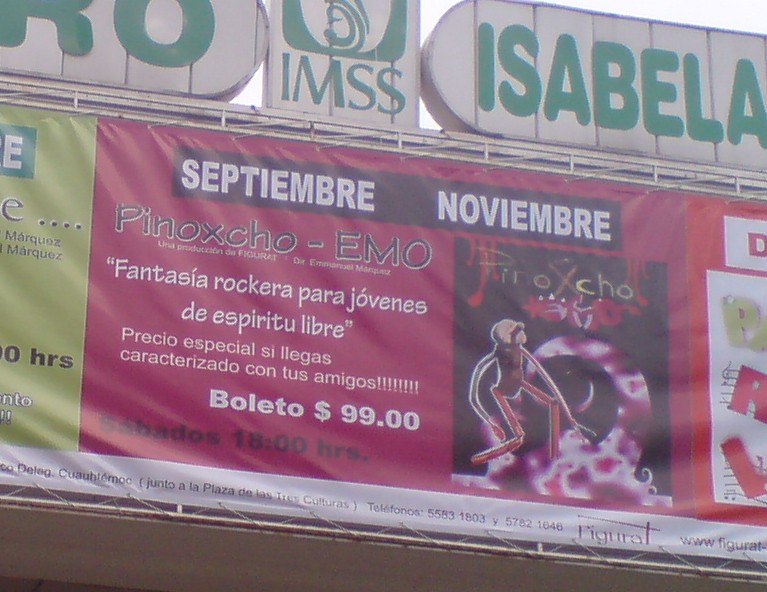 RO
IMSS
ISABELA
RE
e ....
l Márquez
l Márquez
00 hrs
nto
!!
SEPTIEMBRE NOVIEMBRE
Pinoxcho - EMO
Una producción de FIGURAT * Dir. Emmanuel Márquez
"Fantasía rockera para jóvenes
de espiritu libre"
Precio especial si llegas
caracterizado con tus amigos!!!!!!!!
Boleto $ 99.00
Sábados 18:00 hrs.
PinoXcho
D
co Deleg. Cuauhtémoc ( junto a la Plaza de las Tres Culturas ) Teléfonos: 5583 1803 y 5782 1646 Figurat www.figurat-